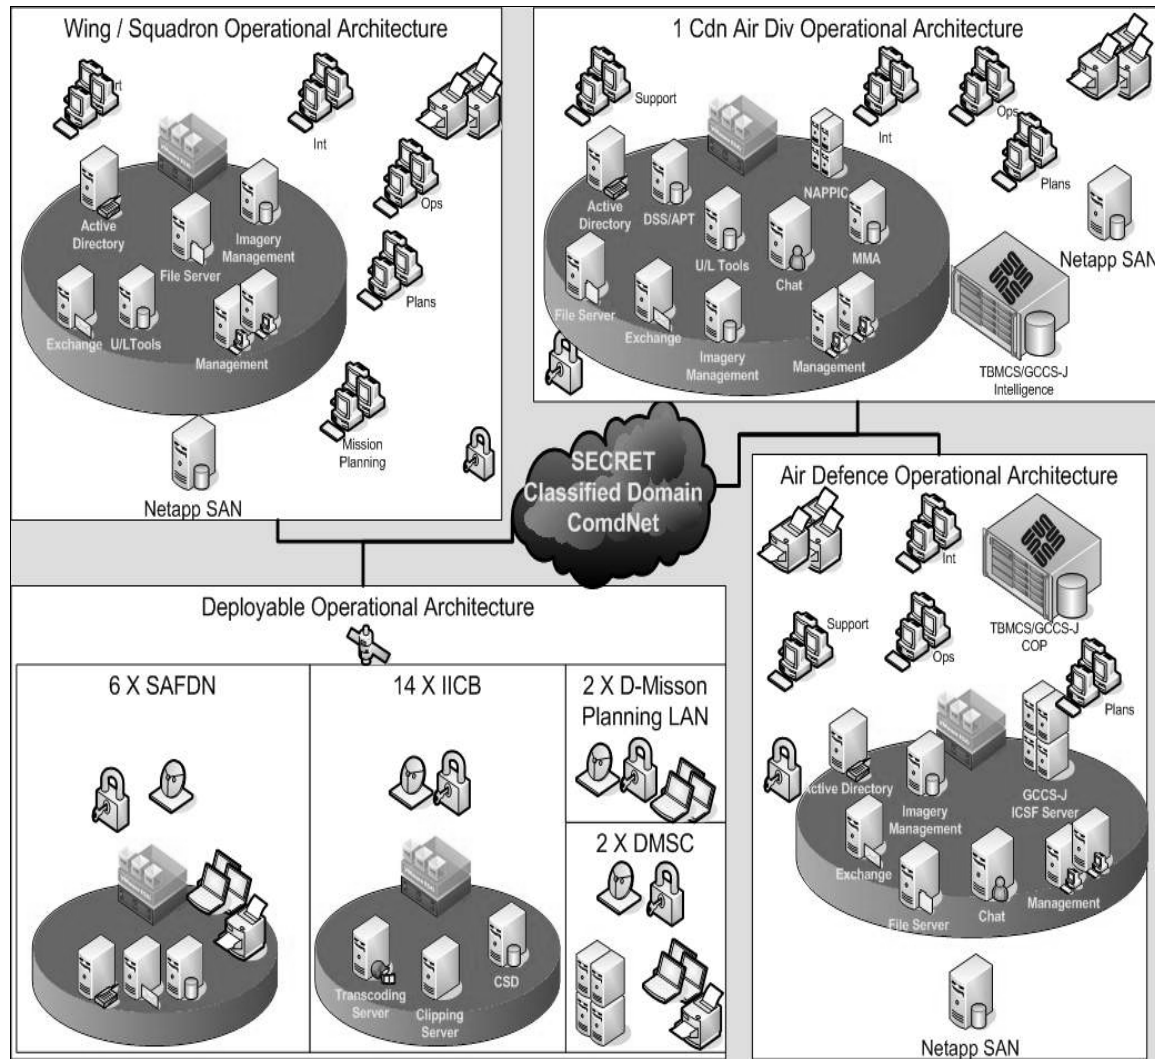 Wing / Squadron Operational Architecture
rt
Int
Ops
Plans
Mission
Planning
Active
Directory
File Server
Imagery
Management
Exchange
U/LTools
Management
Netapp SAN
1 Cdn Air Div Operational Architecture
Support
Int
Ops
Plans
Active
Directory
DSS/APT
NAPPIC
U/L Tools
Chat
MMA
File Server
Exchange
Imagery
Management
Management
Netapp SAN
TBMCS/GCCS-J
Intelligence
SECRET
Classified Domain
ComdNet
Air Defence Operational Architecture
Int
Support
Ops
TBMCS/GCCS-J
COP
Plans
Active Directory
Imagery
Management
GCCS-J
ICSF Server
Exchange
File Server
Chat
Management
Netapp SAN
Deployable Operational Architecture
6 X SAFDN
14 X IICB
Transcoding
Server
Clipping
Server
CSD
2 X D-Misson
Planning LAN
2 X DMSC